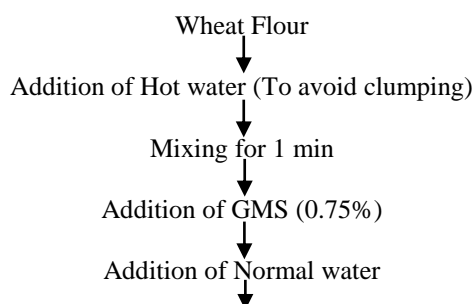 Wheat Flour
Addition of Hot water (To avoid clumping)
Mixing for 1 min
Addition of GMS (0.75%)
Addition of Normal water